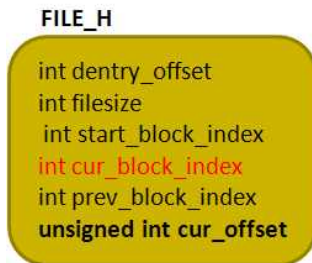 FILE_H
int dentry_offset
int filesize
int start_block_index
int cur_block_index
int prev_block_index
unsigned int cur_offset